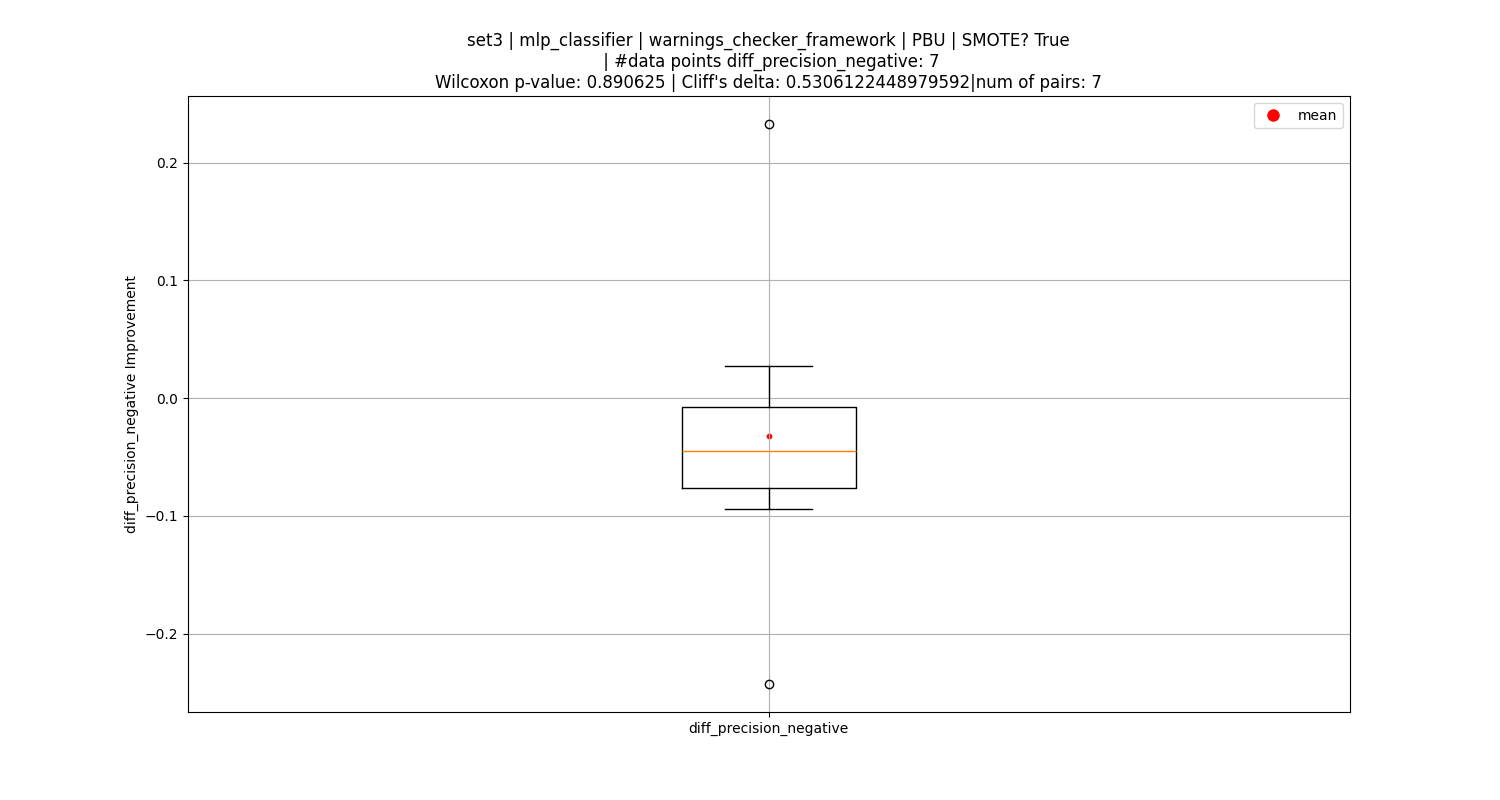 set3 | mlp_classifier | warnings_checker_framework | PBU | SMOTE? True
| #data points diff_precision_negative: 7
Wilcoxon p-value: 0.890625 | Cliff's delta: 0.5306122448979592|num of pairs: 7
mean
0.2
0.1
0.0
−0.1
−0.2
diff_precision_negative Improvement
diff_precision_negative